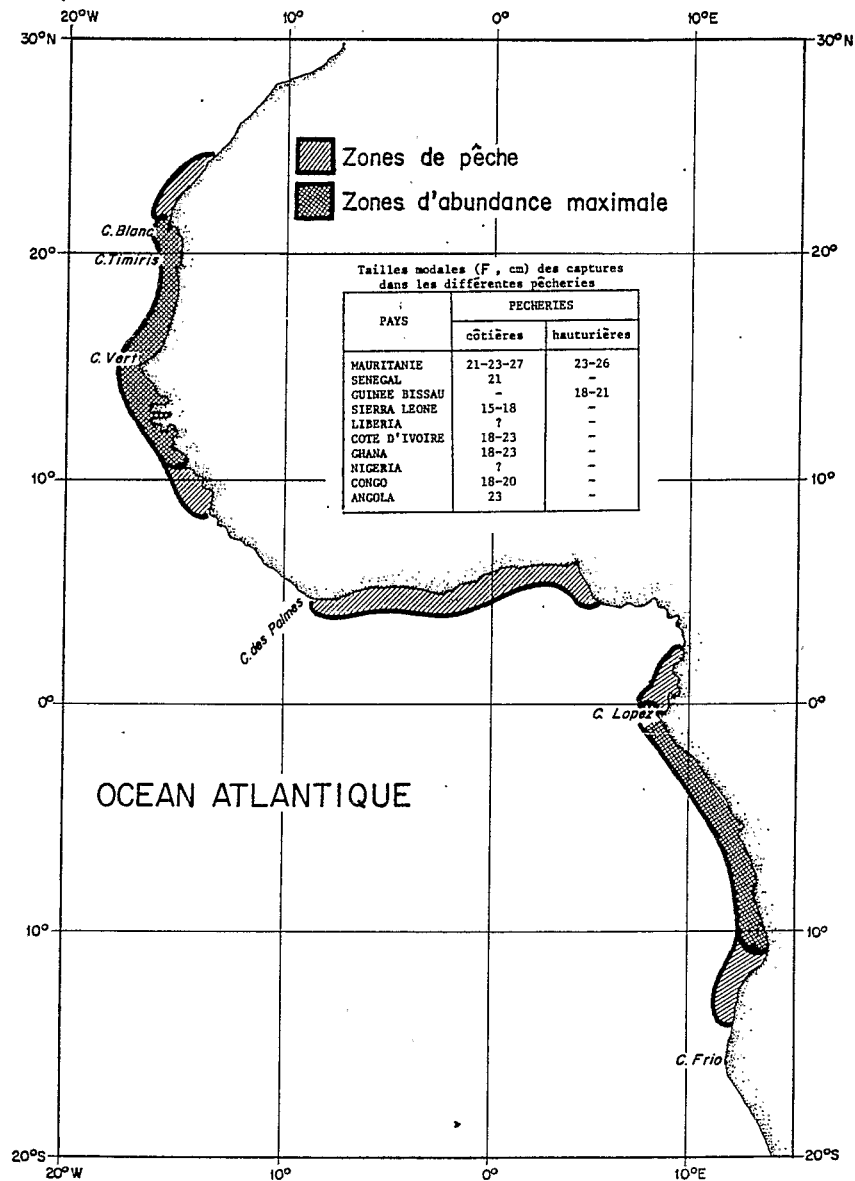 20°W 10° 0° 10°E
30°N 30°N
Zones de pêche
Zones d'abundance maximale
C. Blanc
C. Timiris
20° 20°
Tailles modales (F , cm) des captures
dans les différentes pêcheries
PAYS PECHERIES
côtières hauturières
MAURITANIE 21-23-27 23-26
SENEGAL 21 -
GUINEE BISSAU - 18-21
SIERRA LEONE 15-18 -
LIBERIA ? -
COTE D'IVOIRE 18-23 -
GHANA 18-23 -
NIGERIA ? -
CONGO 18-20 -
ANGOLA 23 -
C. Vert
10° 10°
C. des Palmes
0° 0°
C. Lopez
OCEAN ATLANTIQUE
10° 10°
C. Frio
20°S 20°S
20°W 10° 0° 10°E